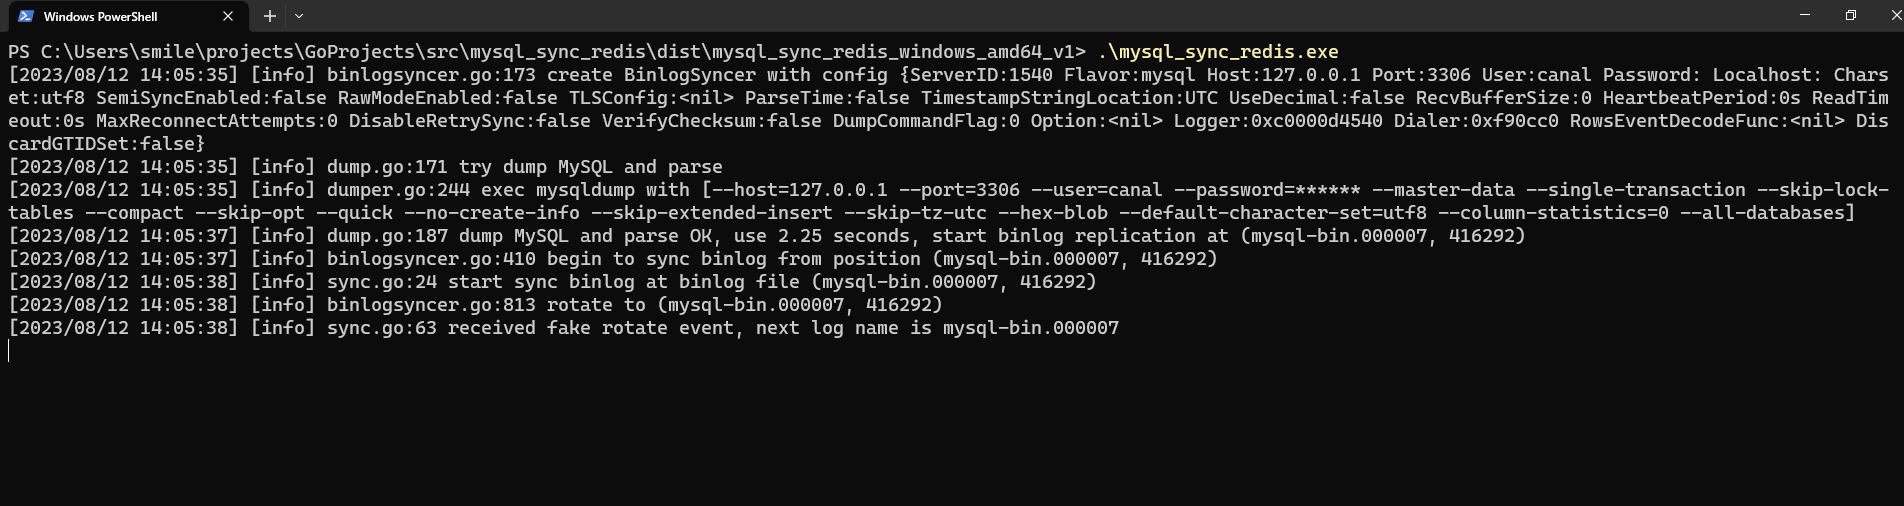 Windows PowerShell
PS C:\Users\smile\projects\GoProjects\src\mysql_sync_redis\dist\mysql_sync_redis_windows_amd64_v1> .\mysql_sync_redis.exe
[2023/08/12 14:05:35] [info] binlogsyncer.go:173 create BinlogSyncer with config {ServerID:1540 Flavor:mysql Host:127.0.0.1 Port:3306 User:canal Password: Localhost: Chars
et:utf8 SemiSyncEnabled:false RawModeEnabled:false TLSConfig:<nil> ParseTime:false TimestampStringLocation:UTC UseDecimal:false RecvBufferSize:0 HeartbeatPeriod:0s ReadTim
eout:0s MaxReconnectAttempts:0 DisableRetrySync:false VerifyChecksum:false DumpCommandFlag:0 Option:<nil> Logger:0xc0000d4540 Dialer:0xf90cc0 RowsEventDecodeFunc:<nil> Dis
cardGTIDSet:false}
[2023/08/12 14:05:35] [info] dump.go:171 try dump MySQL and parse
[2023/08/12 14:05:35] [info] dumper.go:244 exec mysqldump with [--host=127.0.0.1 --port=3306 --user=canal --password=****** --master-data --single-transaction --skip-lock-
tables --compact --skip-opt --quick --no-create-info --skip-extended-insert --skip-tz-utc --hex-blob --default-character-set=utf8 --column-statistics=0 --all-databases]
[2023/08/12 14:05:37] [info] dump.go:187 dump MySQL and parse OK, use 2.25 seconds, start binlog replication at (mysql-bin.000007, 416292)
[2023/08/12 14:05:37] [info] binlogsyncer.go:410 begin to sync binlog from position (mysql-bin.000007, 416292)
[2023/08/12 14:05:38] [info] sync.go:24 start sync binlog at binlog file (mysql-bin.000007, 416292)
[2023/08/12 14:05:38] [info] binlogsyncer.go:813 rotate to (mysql-bin.000007, 416292)
[2023/08/12 14:05:38] [info] sync.go:63 received fake rotate event, next log name is mysql-bin.000007